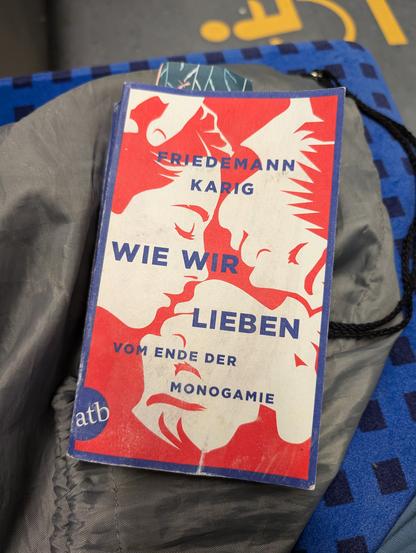 FRIEDEMANN
KARIG
WIE WIR
LIEBEN
VOM ENDE DER
MONOGAMIE
atb